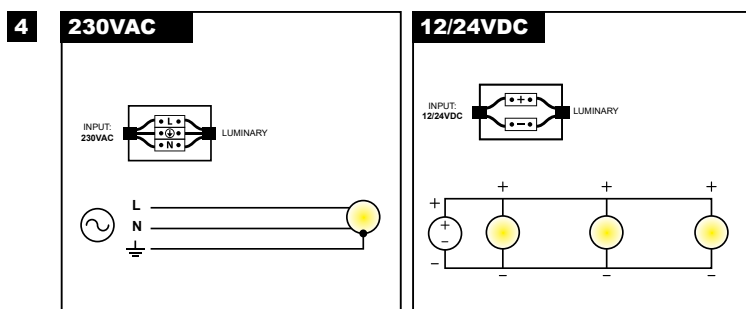 4
230VAC
INPUT:
230VAC
L
N
LUMINARY
L
N
12/24VDC
INPUT:
12/24VDC
+
−
LUMINARY
+ + + +
+
−
− − − −